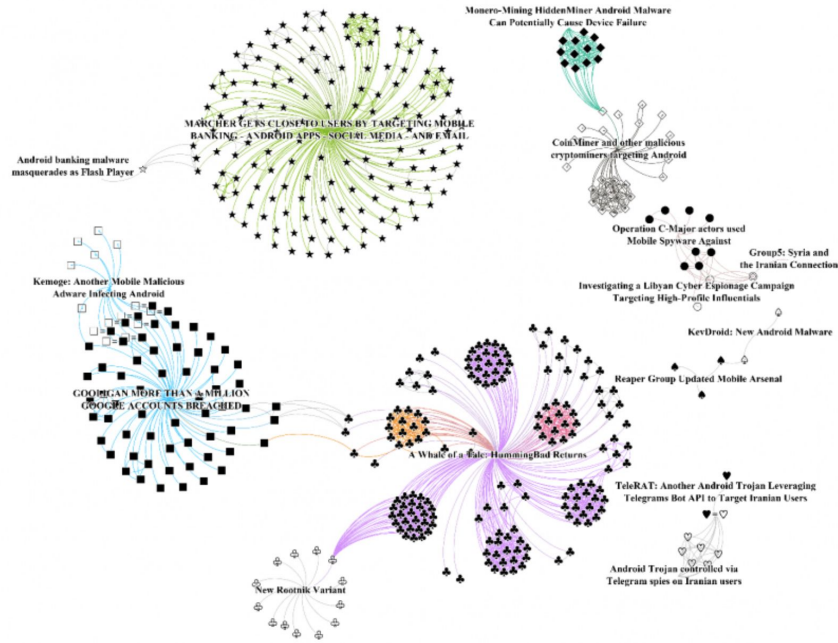 Monero-Mining HiddenMiner Android Malware
Can Potentially Cause Device Failure
MARCHER GETS CLOSE TO USERS BY TARGETING MOBILE
BANKING - ANDROID APPS - SOCIAL MEDIA - AND EMAIL
CoinMiner and other malicious
cryptominers targeting Android
Android banking malware
masquerades as Flash Player
Operation C-Major actors used
Mobile Spyware Against
Group5: Syria and
the Iranian Connection
Kemoge: Another Mobile Malicious
Adware Infecting Android
Investigating a Libyan Cyber Espionage Campaign
Targeting High-Profile Influentials
KevDroid: New Android Malware
Reaper Group Updated Mobile Arsenal
GOOLIGAN MORE THAN A MILLION
GOOGLE ACCOUNTS BREACHED
A Whale of a Tale: HummingBad Returns
TeleRAT: Another Android Trojan Leveraging
Telegrams Bot API to Target Iranian Users
Android Trojan controlled via
Telegram spies on Iranian users
New Rootnik Variant